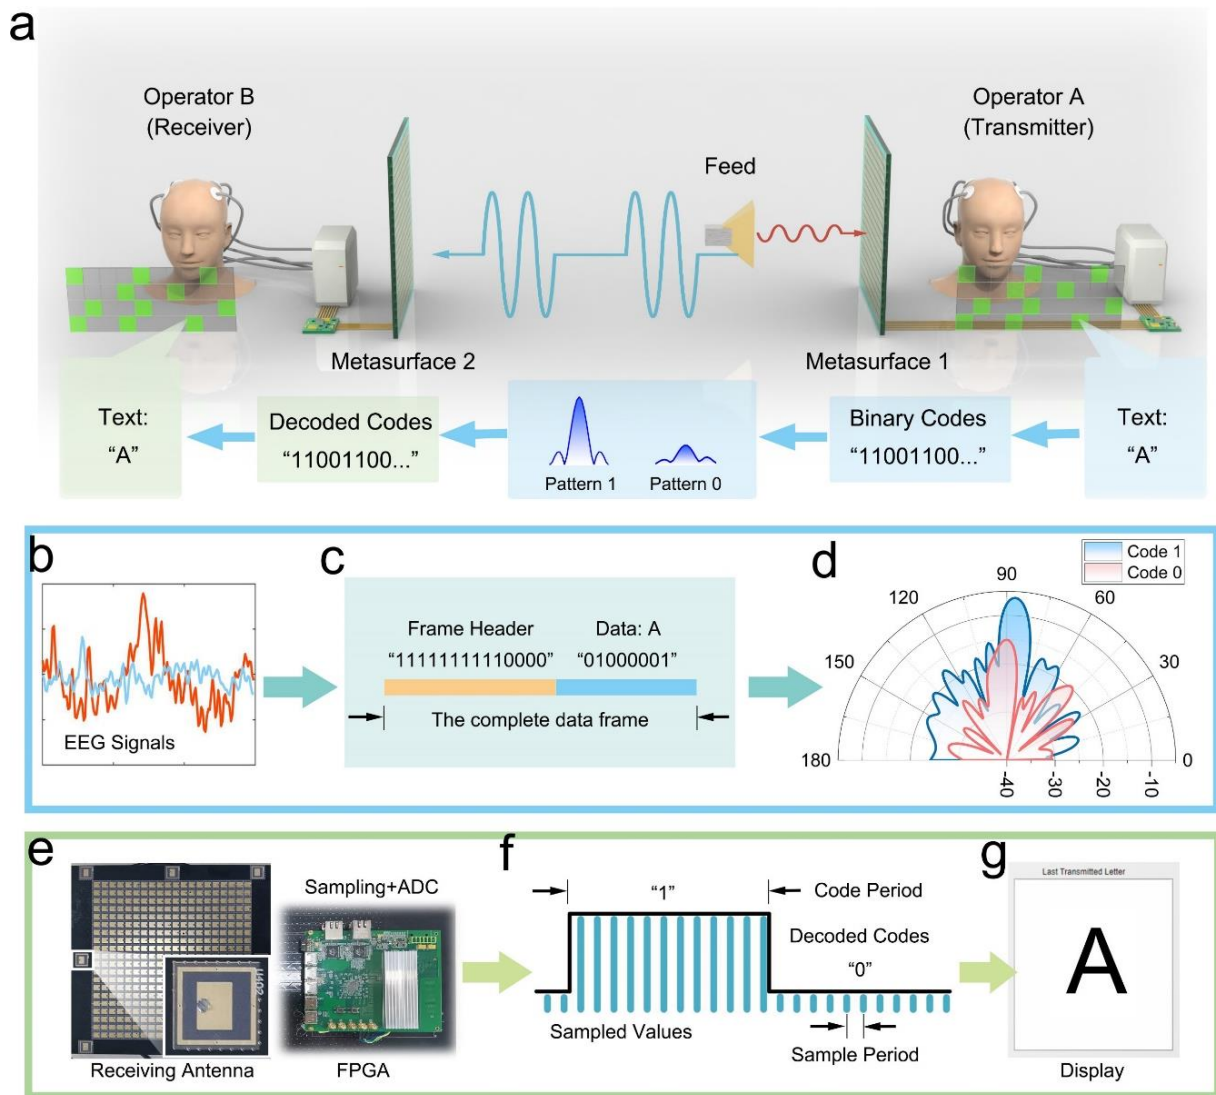 a
Operator B
(Receiver)
Operator A
(Transmitter)
Feed
Metasurface 2
Metasurface 1
Text:
“A”
Decoded Codes
“11001100...”
Pattern 1
Pattern 0
Binary Codes
“11001100...”
Text:
“A”
b
EEG Signals
c
Frame Header
“11111111110000”
Data: A
“01000001”
The complete data frame
d
Code 1
Code 0
90
120
60
150
30
180
0
-40
-30
-20
-10
e
Receiving Antenna
Sampling+ADC
FPGA
f
“1”
Code Period
Decoded Codes
“0”
Sampled Values
Sample Period
g
Last Transmitted Letter
A
Display